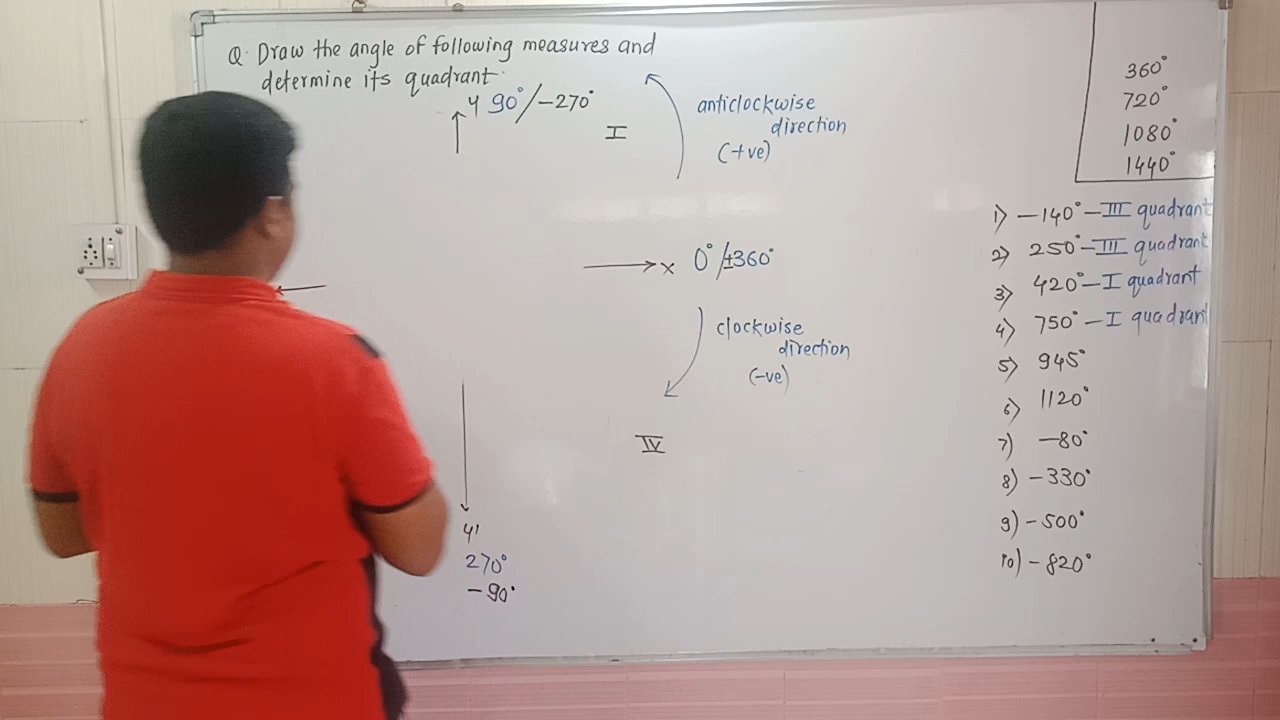 Q. Draw the angle of following measures and
determine its quadrant.
Y 90°/-270°
I
anticlockwise
direction
(+ve)
360°
720°
1080°
1440°
X 0°/±360°
clockwise
direction
(-ve)
IV
Y'
270°
-90°
1) -140° - III quadrant
2) 250° - III quadrant
3) 420° - I quadrant
4) 750° - I quadrant
5) 945°
6) 1120°
7) -80°
8) -330°
9) -500°
10) -820°